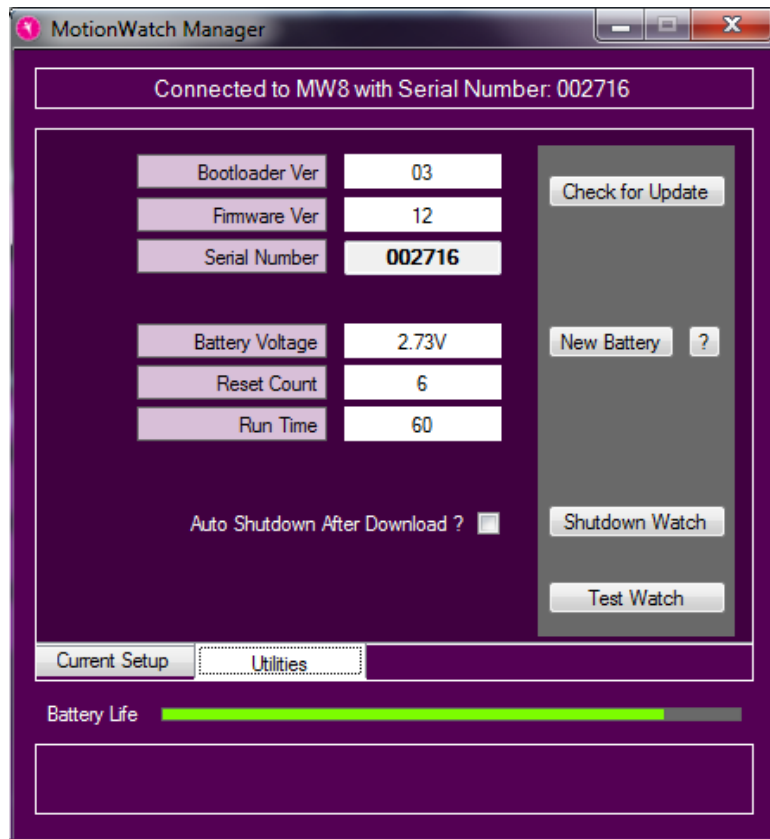 MotionWatch Manager
Connected to MW8 with Serial Number: 002716
Bootloader Ver 03
Check for Update
Firmware Ver 12
Serial Number 002716
Battery Voltage 2.73V New Battery ?
Reset Count 6
Run Time 60
Auto Shutdown After Download ? Shutdown Watch
Test Watch
Current Setup Utilities
Battery Life